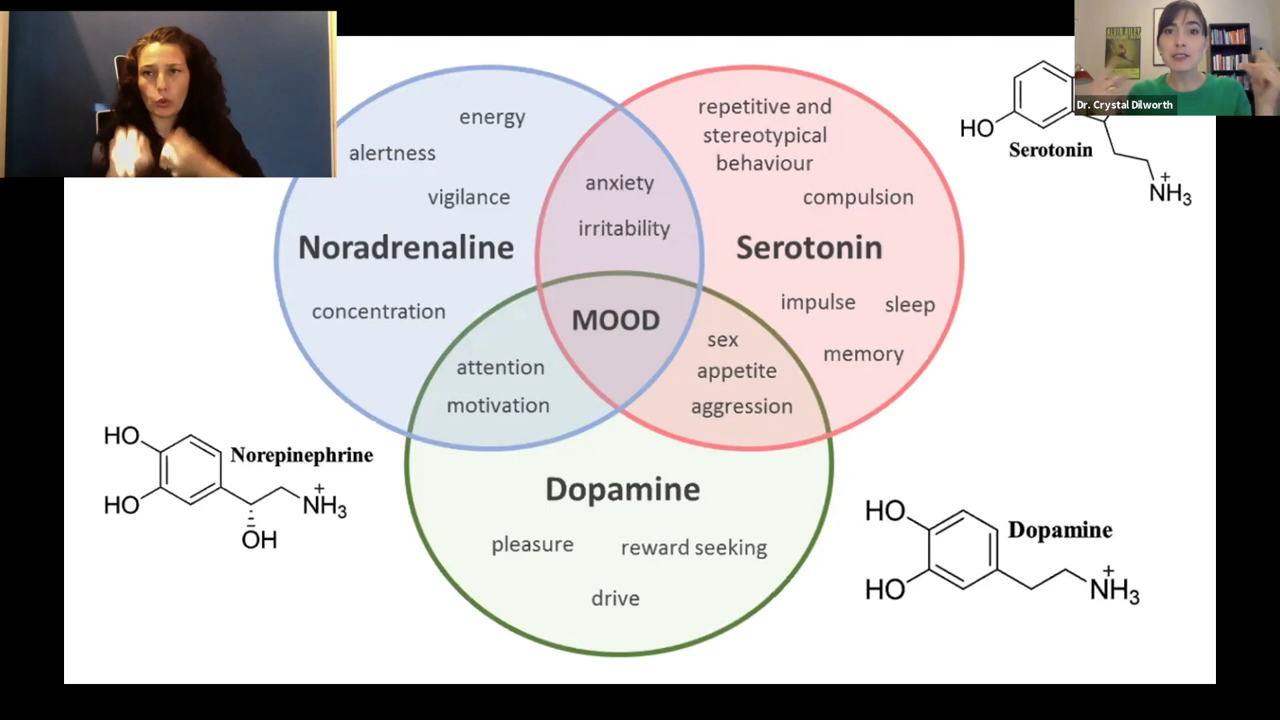 Dr. Crystal Dilworth
ALVIN AILEY
energy
alertness
vigilance
Noradrenaline
concentration
anxiety
irritability
repetitive and
stereotypical
behaviour
compulsion
Serotonin
impulse
sleep
memory
MOOD
attention
motivation
sex
appetite
aggression
Dopamine
pleasure
reward seeking
drive
HO
Serotonin
+
NH3
HO
HO
Norepinephrine
+
NH3
OH
HO
HO
Dopamine
+
NH3